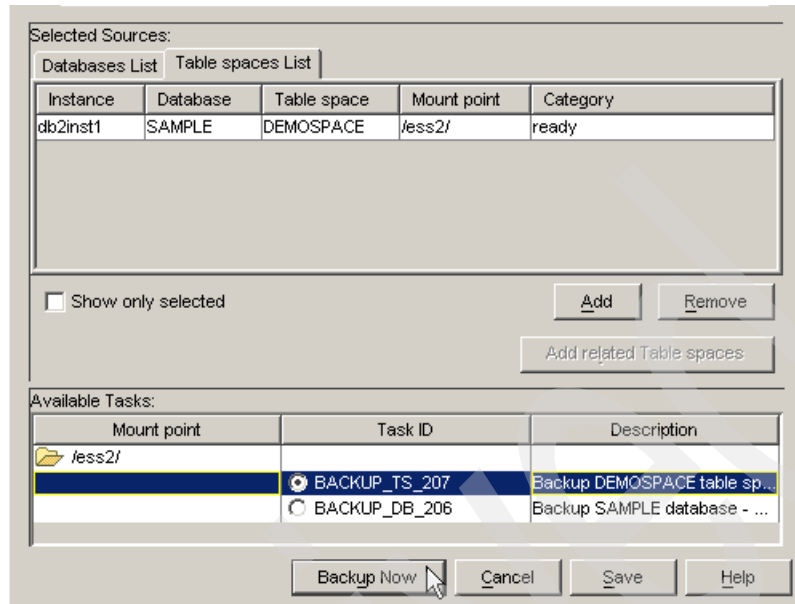 Selected Sources:
Databases List Table spaces List
Instance Database Table space Mount point Category
db2inst1 SAMPLE DEMOSPACE /ess2/ ready
Show only selected Add Remove
Add related Table spaces
Available Tasks:
Mount point Task ID Description
/ess2/
BACKUP_TS_207 Backup DEMOSPACE table sp...
BACKUP_DB_206 Backup SAMPLE database - ...
Backup Now Cancel Save Help